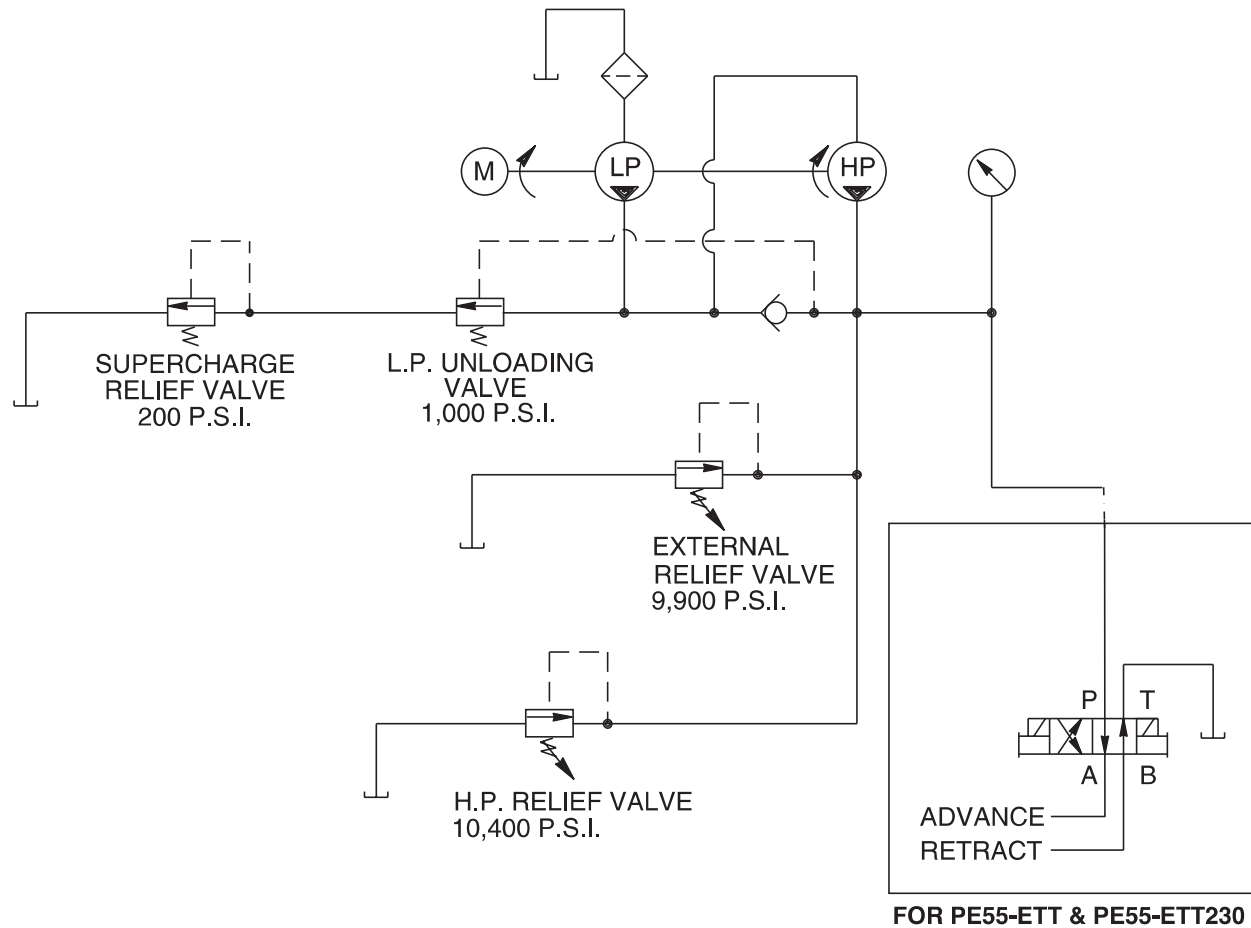 M
LP
HP
SUPERCHARGE
RELIEF VALVE
200 P.S.I.
L.P. UNLOADING
VALVE
1,000 P.S.I.
EXTERNAL
RELIEF VALVE
9,900 P.S.I.
H.P. RELIEF VALVE
10,400 P.S.I.
P T
A B
ADVANCE
RETRACT
FOR PE55-ETT & PE55-ETT230